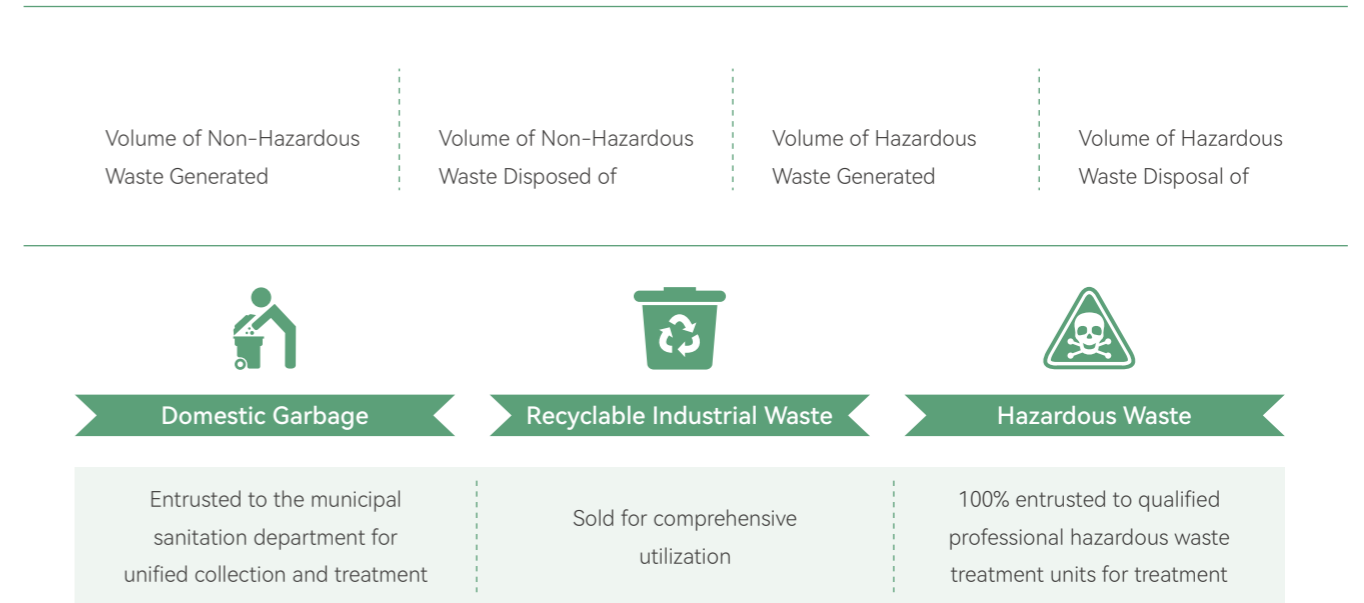 Volume of Non-Hazardous
Waste Generated
Volume of Non-Hazardous
Waste Disposed of
Volume of Hazardous
Waste Generated
Volume of Hazardous
Waste Disposal of
Domestic Garbage
Recyclable Industrial Waste
Hazardous Waste
Entrusted to the municipal
sanitation department for
unified collection and treatment
Sold for comprehensive
utilization
100% entrusted to qualified
professional hazardous waste
treatment units for treatment